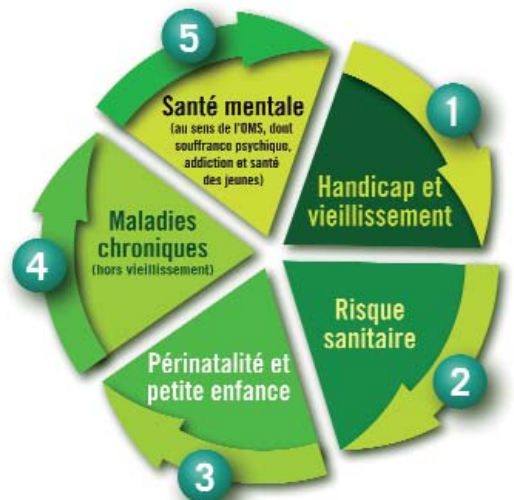 1
Handicap et
vieillissement
2
Risque
sanitaire
3
Périnatalité et
petite enfance
4
Maladies
chroniques
(hors vieillissement)
5
Santé mentale
(au sens de l'OMS, dont
souffrance psychique,
addiction et santé
des jeunes)